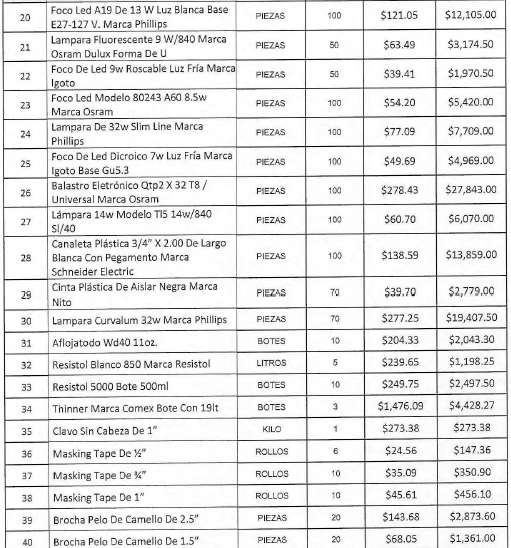 20 Foco Led A19 De 13 W Luz Blanca Base PIEZAS 100 $121.05 $12,105.00
E27-127 V. Marca Phillips
21 Lampara Fluorescente 9 W/840 Marca PIEZAS 50 $63.49 $3,174.50
Osram Dulux Forma De U
22 Foco De Led 9w Roscable Luz Fría Marca PIEZAS 50 $39.41 $1,970.50
Igoto
23 Foco Led Modelo 80243 A60 8.5w PIEZAS 100 $54.20 $5,420.00
Marca Osram
24 Lampara De 32w Slim Line Marca PIEZAS 100 $77.09 $7,709.00
Phillips
25 Foco De Led Dicroico 7w Luz Fría Marca PIEZAS 100 $49.69 $4,969.00
Igoto Base Gu5.3
26 Balastro Eletrónico Qtp2 X 32 T8 / PIEZAS 100 $278.43 $27,843.00
Universal Marca Osram
27 Lámpara 14w Modelo Tl5 14w/840 PIEZAS 100 $60.70 $6,070.00
Sl/40
28 Canaleta Plástica 3/4" X 2.00 De Largo PIEZAS 100 $138.59 $13,859.00
Blanca Con Pegamento Marca
Schneider Electric
29 Cinta Plástica De Aislar Negra Marca PIEZAS 70 $39.70 $2,779.00
Nito
30 Lampara Curvalum 32w Marca Phillips PIEZAS 70 $277.25 $19,407.50
31 Aflojatodo Wd40 11oz. BOTES 10 $204.33 $2,043.30
32 Resistol Blanco 850 Marca Resistol LITROS 5 $239.65 $1,198.25
33 Resistol 5000 Bote 500ml BOTES 10 $249.75 $2,497.50
34 Thinner Marca Comex Bote Con 19lt BOTES 3 $1,476.09 $4,428.27
35 Clavo Sin Cabeza De 1" KILO 1 $273.38 $273.38
36 Masking Tape De ½" ROLLOS 6 $24.56 $147.36
37 Masking Tape De ¾" ROLLOS 10 $35.09 $350.90
38 Masking Tape De 1" ROLLOS 10 $45.61 $456.10
39 Brocha Pelo De Camello De 2.5" PIEZAS 20 $143.68 $2,873.60
40 Brocha Pelo De Camello De 1.5" PIEZAS 20 $68.05 $1,361.00